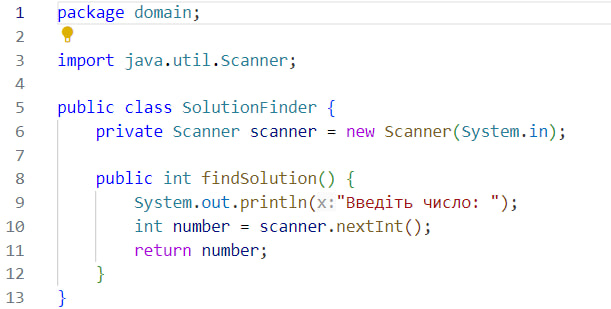 1 package domain;
2
3 import java.util.Scanner;
4
5 public class SolutionFinder {
6 private Scanner scanner = new Scanner(System.in);
7
8 public int findSolution() {
9 System.out.println(x:"Введіть число: ");
10 int number = scanner.nextInt();
11 return number;
12 }
13 }